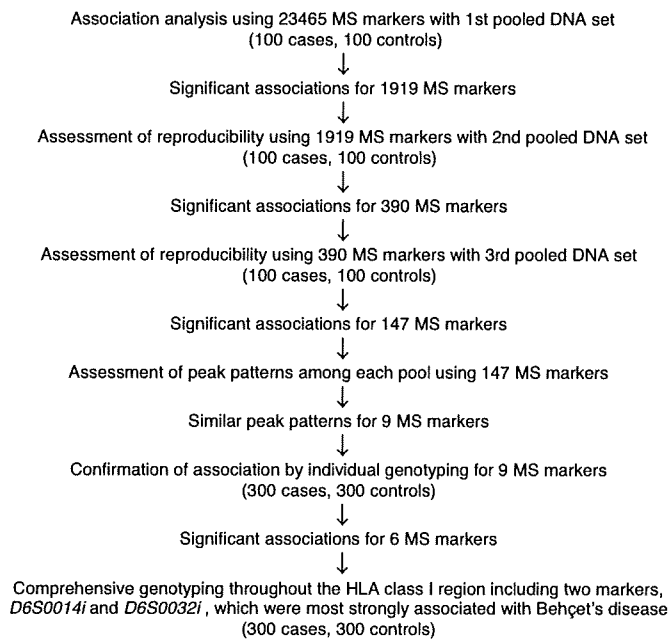 Association analysis using 23465 MS markers with 1st pooled DNA set
(100 cases, 100 controls)
↓
Significant associations for 1919 MS markers
↓
Assessment of reproducibility using 1919 MS markers with 2nd pooled DNA set
(100 cases, 100 controls)
↓
Significant associations for 390 MS markers
↓
Assessment of reproducibility using 390 MS markers with 3rd pooled DNA set
(100 cases, 100 controls)
↓
Significant associations for 147 MS markers
↓
Assessment of peak patterns among each pool using 147 MS markers
↓
Similar peak patterns for 9 MS markers
↓
Confirmation of association by individual genotyping for 9 MS markers
(300 cases, 300 controls)
↓
Significant associations for 6 MS markers
↓
Comprehensive genotyping throughout the HLA class I region including two markers,
D6S0014i and D6S0032i, which were most strongly associated with Behçet's disease
(300 cases, 300 controls)